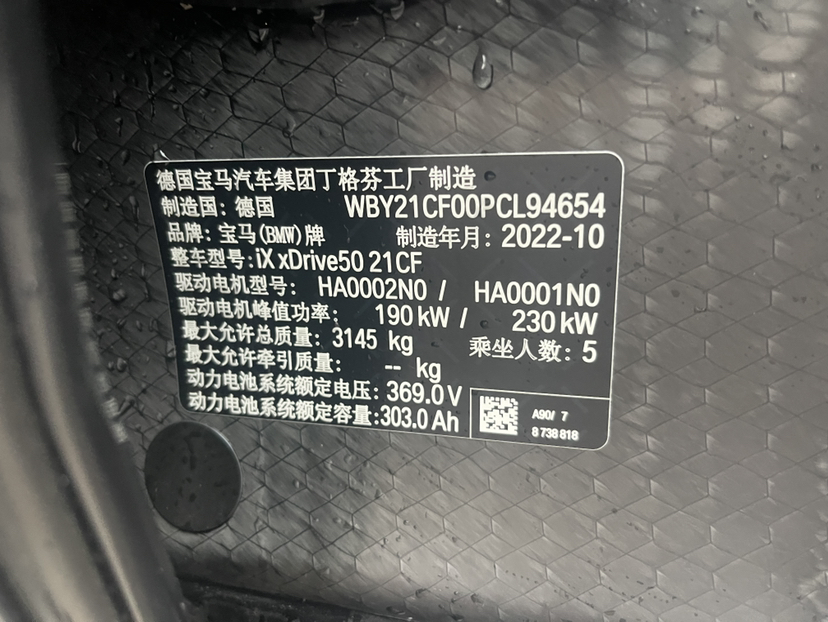 德国宝马汽车集团丁格芬工厂制造
制造国: 德国 WBY21CF00PCL94654
品牌: 宝马(BMW)牌 制造年月: 2022-10
整车型号:iX xDrive50 21CF
驱动电机型号: HA0002N0 / HA0001N0
驱动电机峰值功率: 190 kW / 230 kW
最大允许总质量: 3145 kg 乘坐人数: 5
最大允许牵引质量: -- kg
动力电池系统额定电压: 369.0 V
动力电池系统额定容量:303.0 Ah
A90/ 7
8 738 818